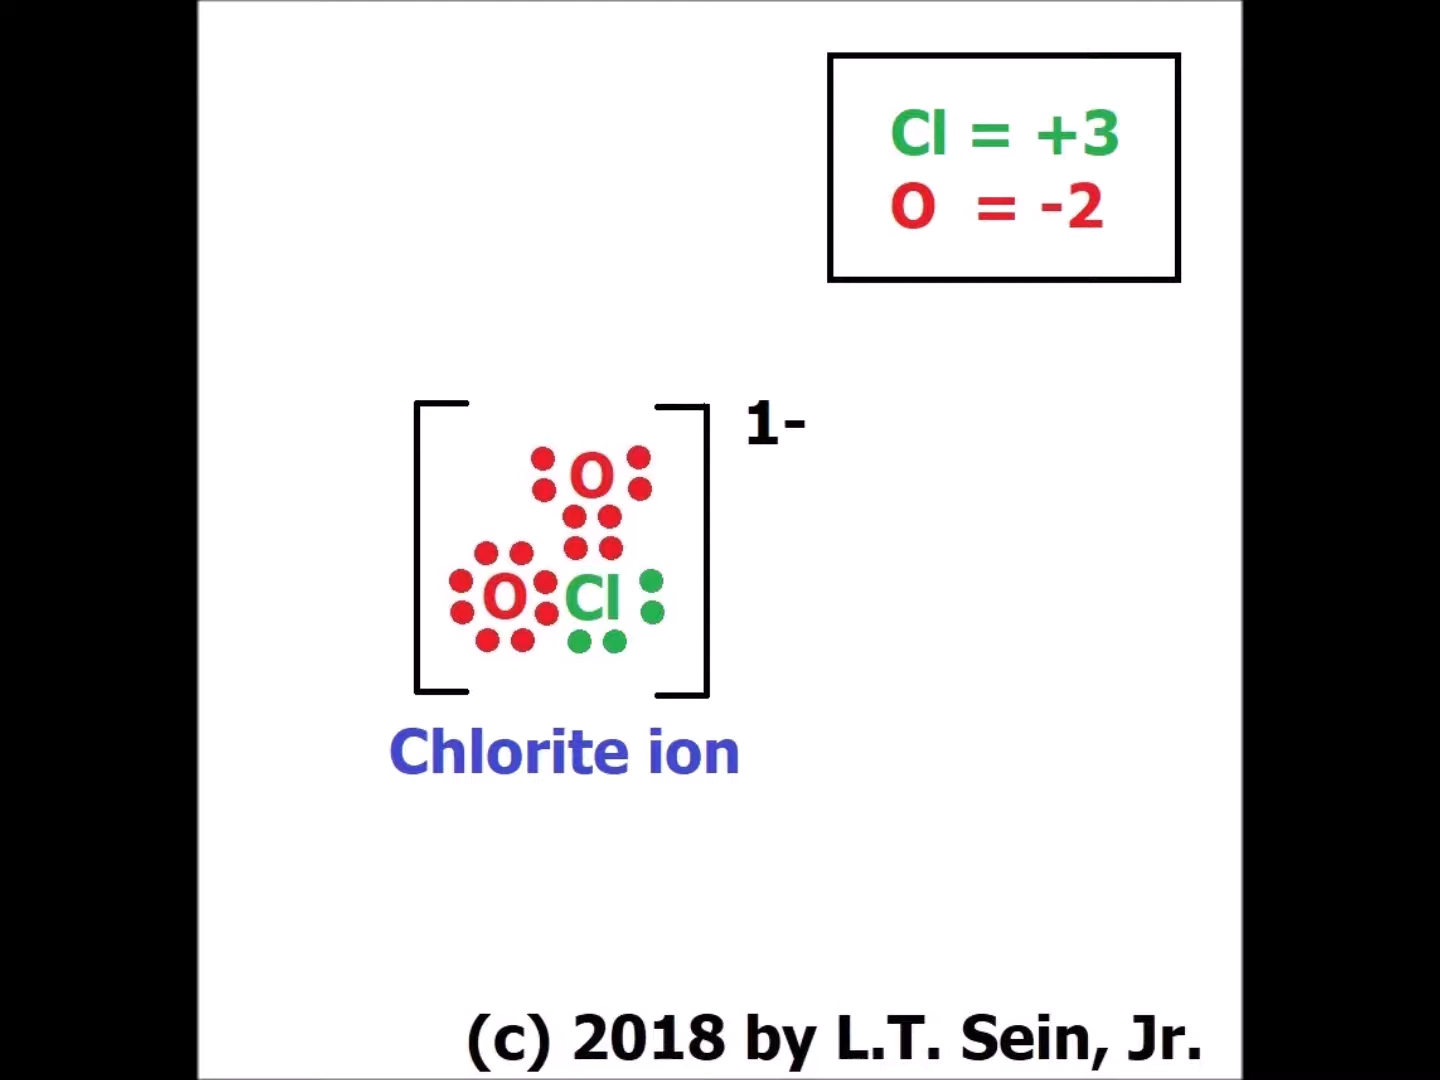 Cl = +3
O = -2
1-
O
O Cl
Chlorite ion
(c) 2018 by L.T. Sein, Jr.